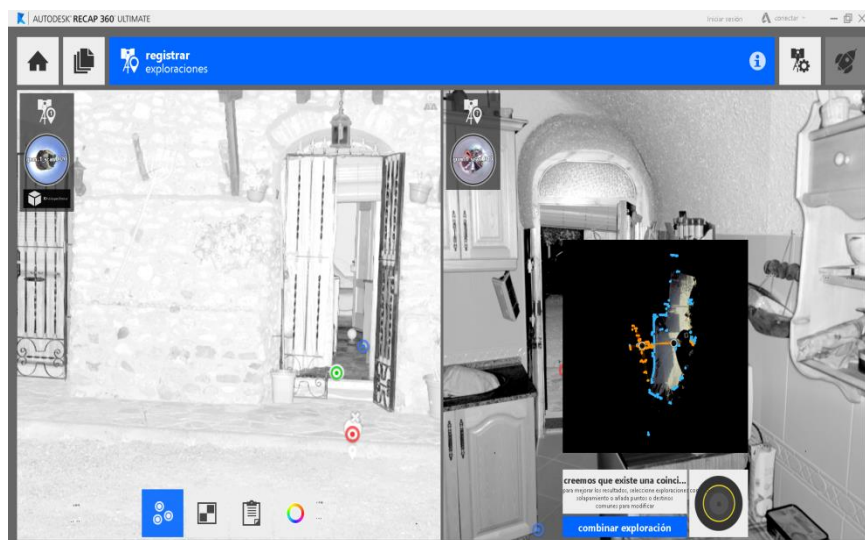 AUTODESK® RECAP 360® ULTIMATE
Iniciar sesión
conectar
registrar
exploraciones
creemos que existe una coinci...
para mejorar los resultados, seleccione exploraciones con
solapamiento o añada puntos o destinos
comunes para modificar
combinar exploración